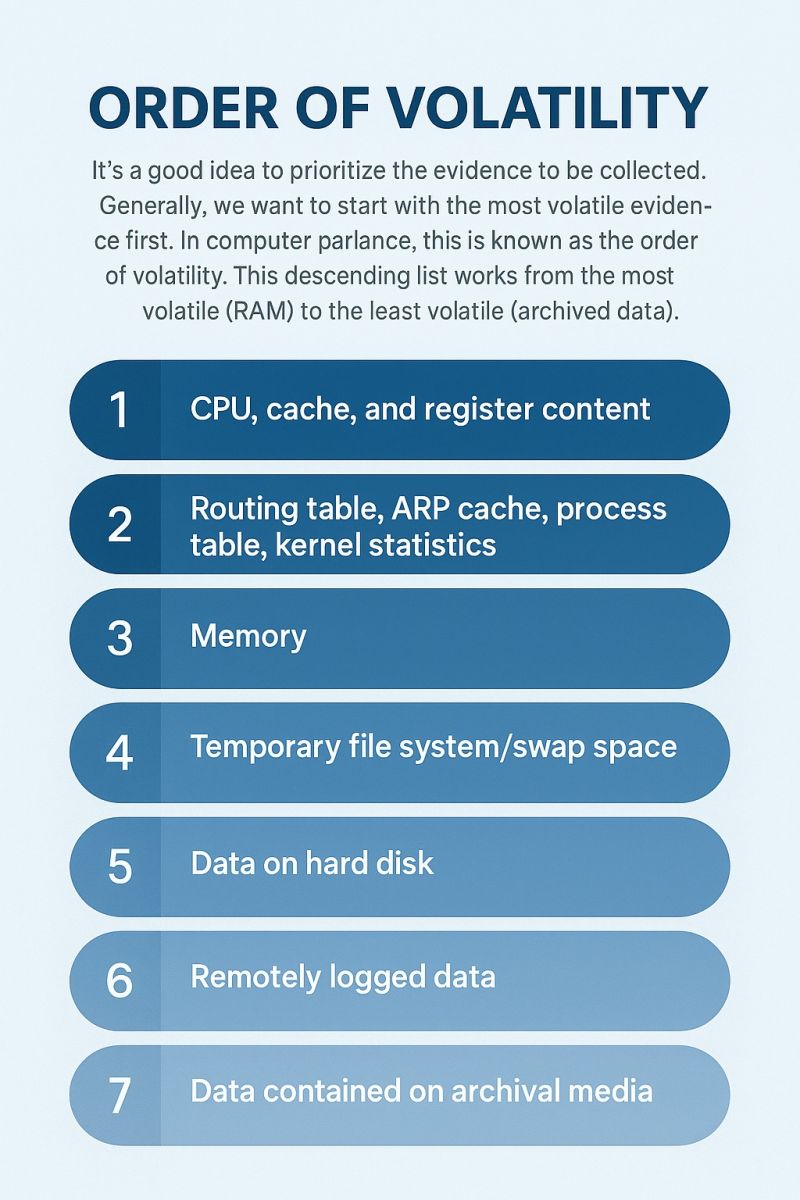 ORDER OF VOLATILITY
It's a good idea to prioritize the evidence to be collected.
Generally, we want to start with the most volatile eviden-
ce first. In computer parlance, this is known as the order
of volatility. This descending list works from the most
volatile (RAM) to the least volatile (archived data).
1 CPU, cache, and register content
2 Routing table, ARP cache, process
table, kernel statistics
3 Memory
4 Temporary file system/swap space
5 Data on hard disk
6 Remotely logged data
7 Data contained on archival media